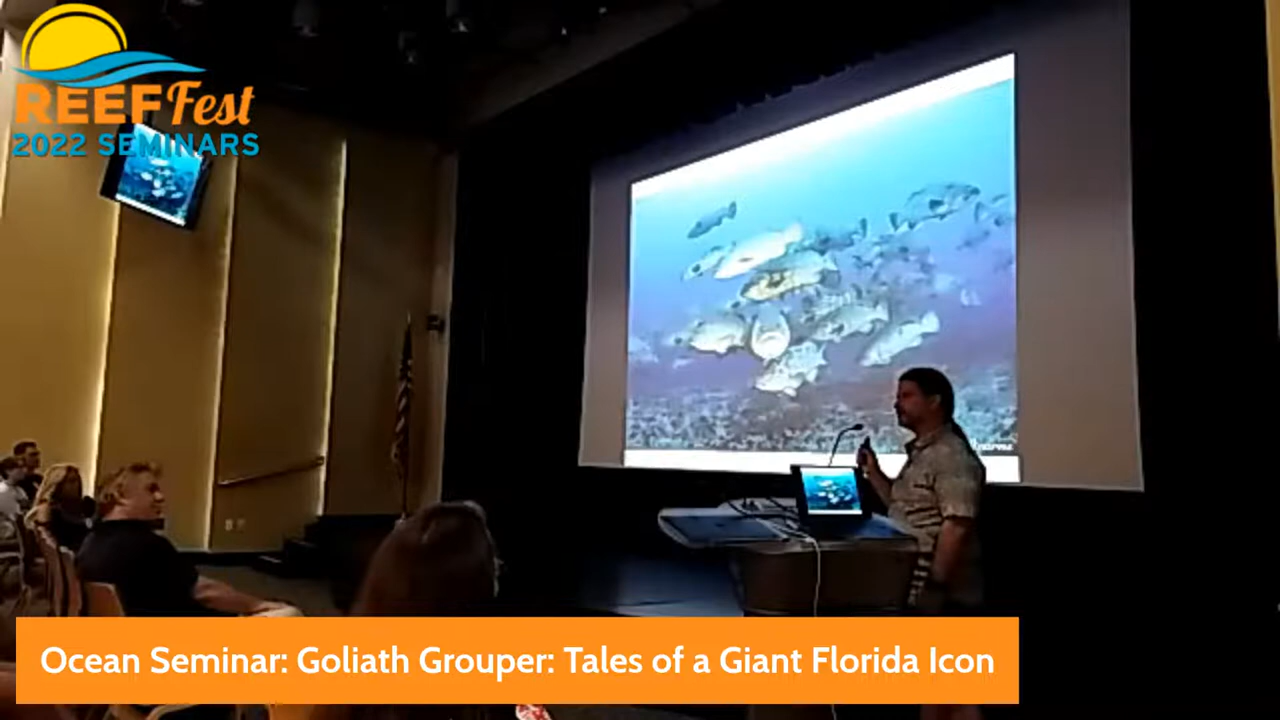 REEF Fest
2022 SEMINARS
Ocean Seminar: Goliath Grouper: Tales of a Giant Florida Icon